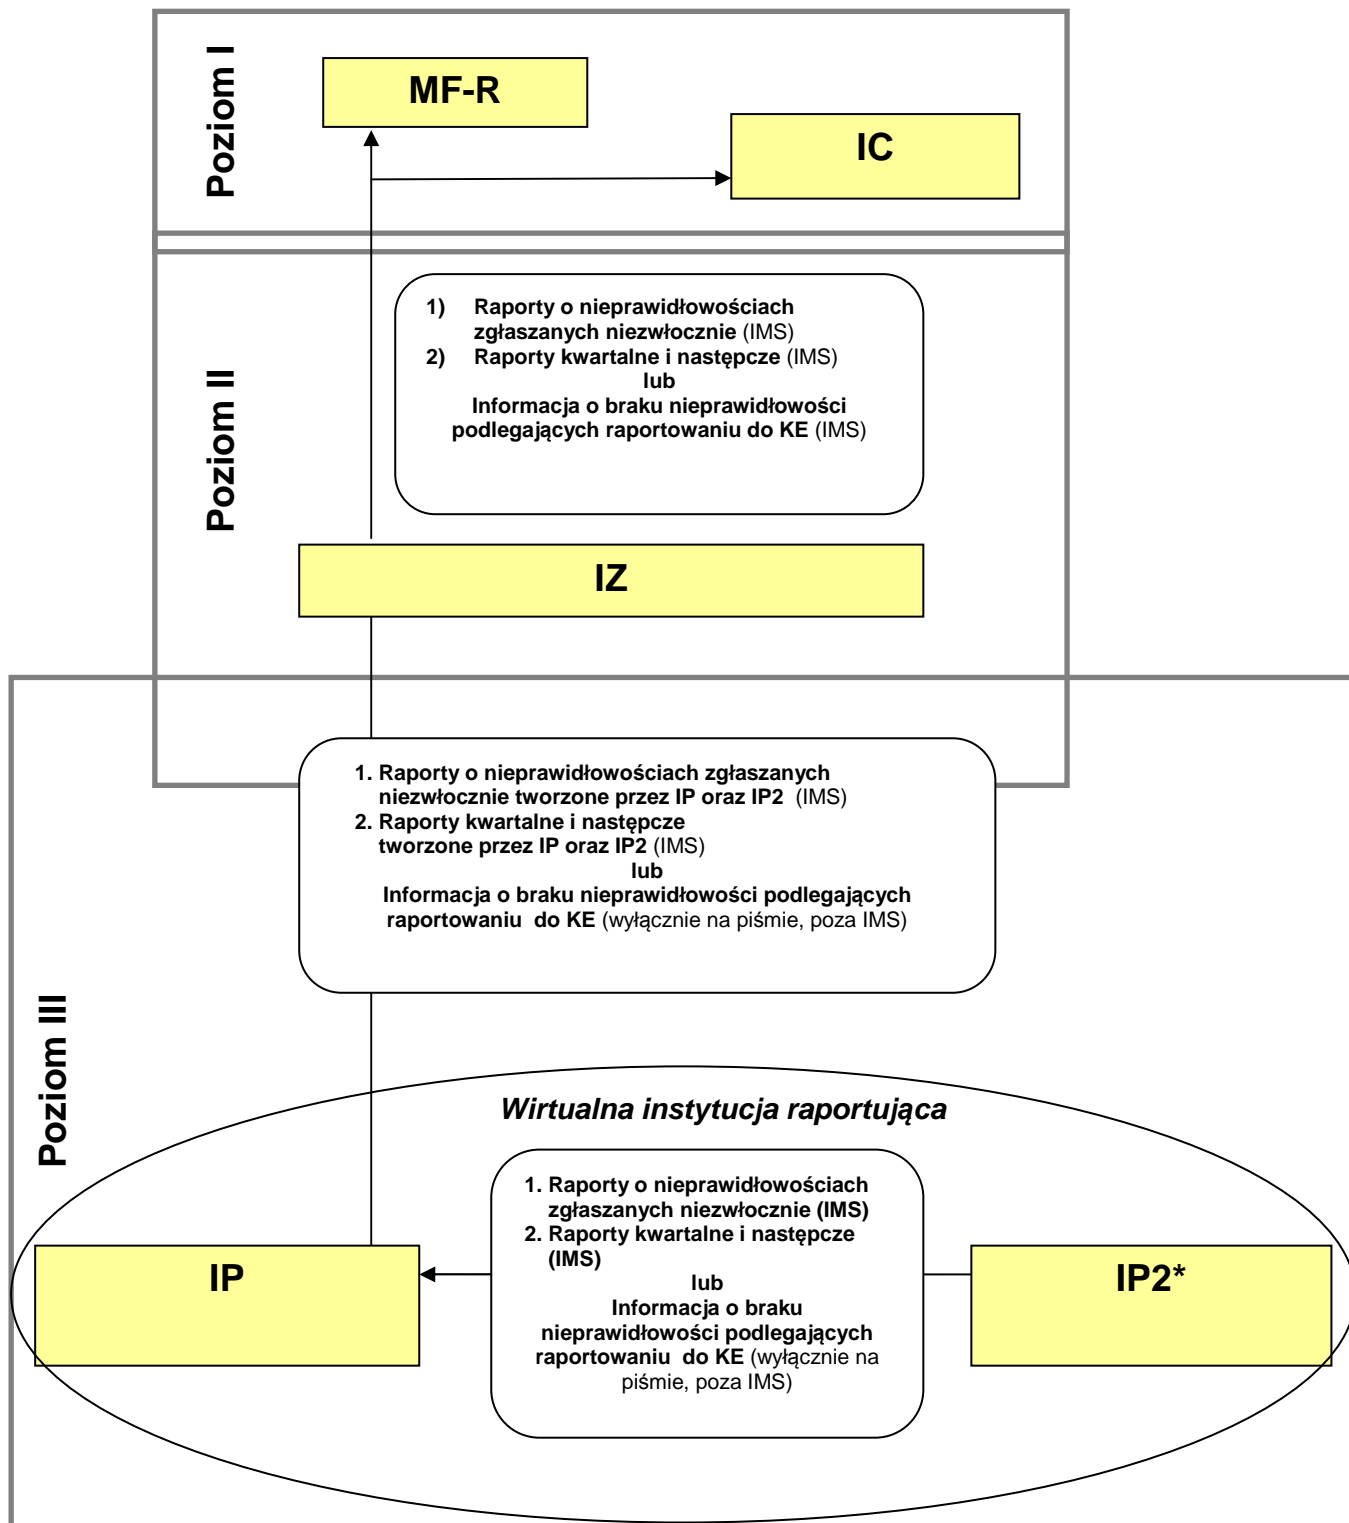 Poziom I
MF-R
IC
Poziom II
1) Raporty o nieprawidłowościach
zgłaszanych niezwłocznie (IMS)
2) Raporty kwartalne i następcze (IMS)
lub
Informacja o braku nieprawidłowości
podlegających raportowaniu do KE (IMS)
IZ
1. Raporty o nieprawidłowościach zgłaszanych
niezwłocznie tworzone przez IP oraz IP2 (IMS)
2. Raporty kwartalne i następcze
tworzone przez IP oraz IP2 (IMS)
lub
Informacja o braku nieprawidłowości podlegających
raportowaniu do KE (wyłącznie na piśmie, poza IMS)
Poziom III
Wirtualna instytucja raportująca
1. Raporty o nieprawidłowościach
zgłaszanych niezwłocznie (IMS)
2. Raporty kwartalne i następcze
(IMS)
lub
Informacja o braku
nieprawidłowości podlegających
raportowaniu do KE (wyłącznie na
piśmie, poza IMS)
IP
IP2*